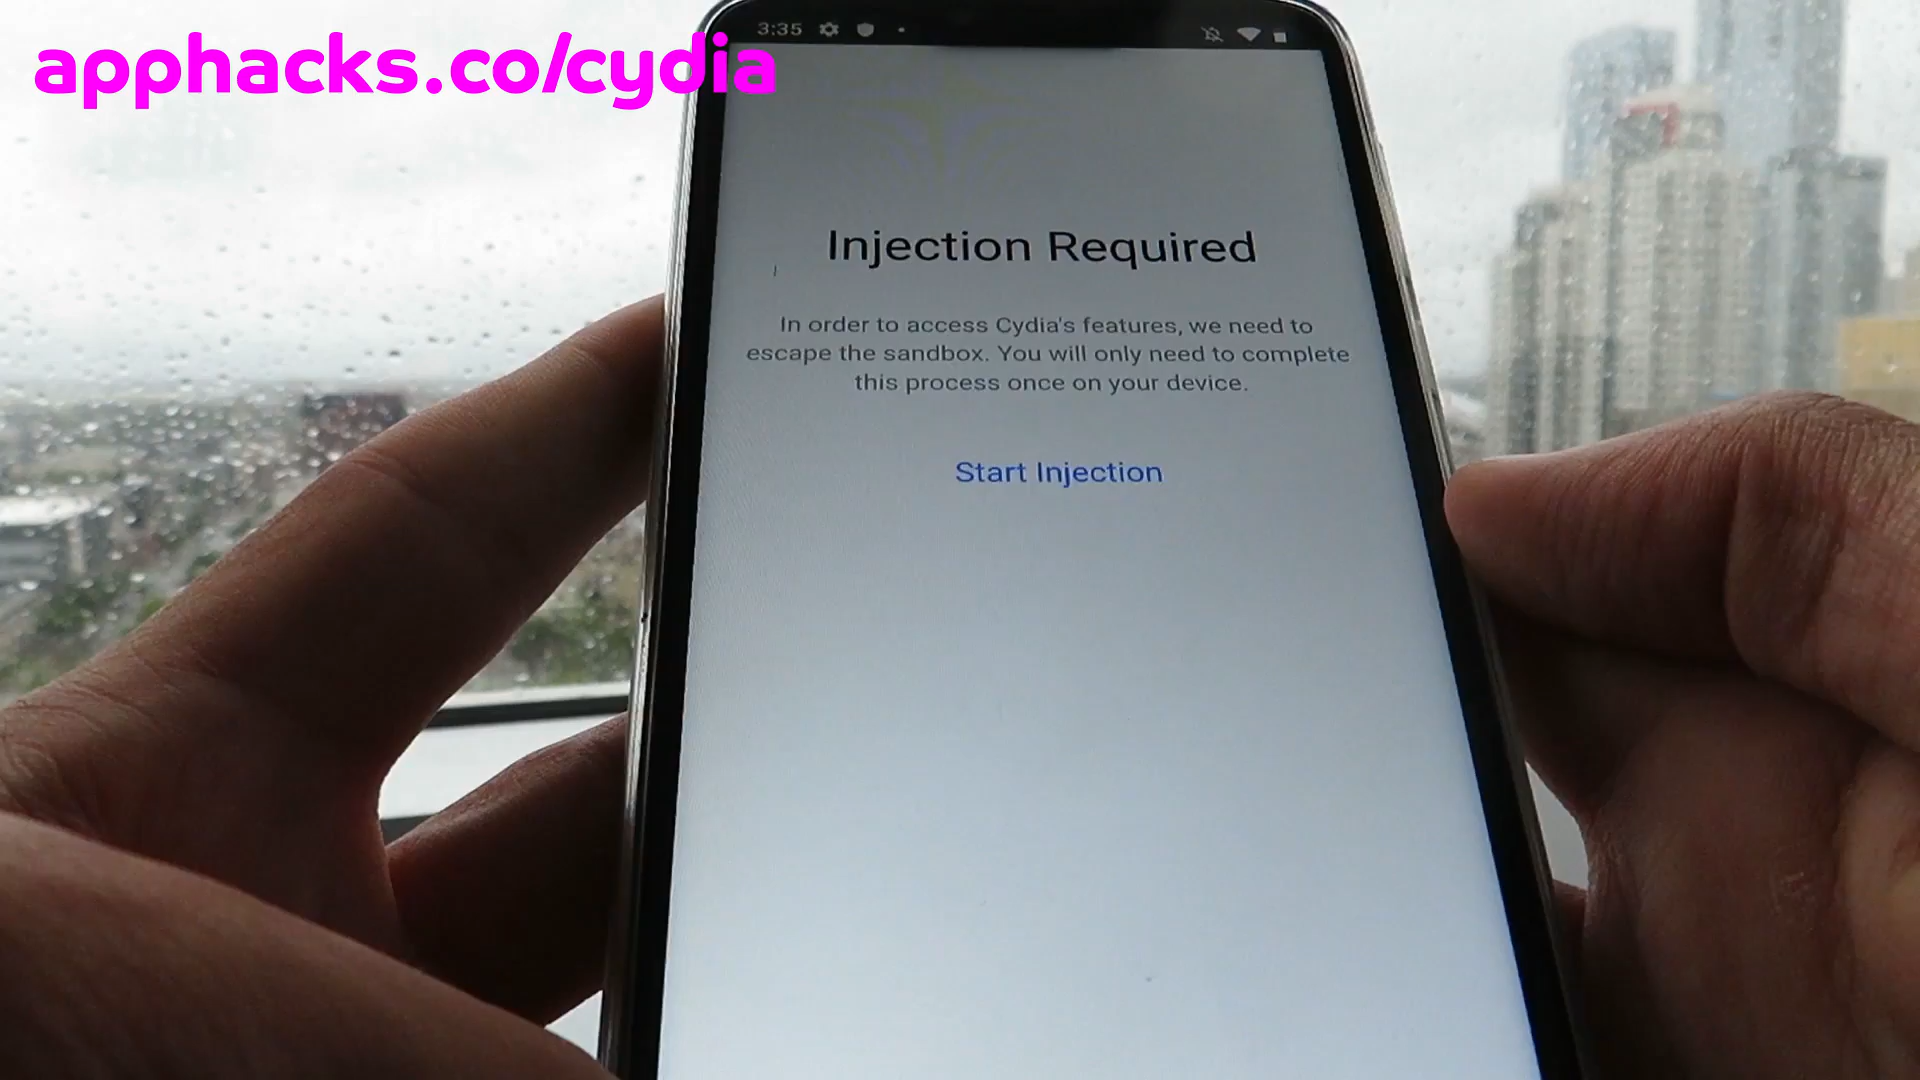 apphacks.co/cydia
3:35
Injection Required
In order to access Cydia's features, we need to
escape the sandbox. You will only need to complete
this process once on your device.
Start Injection